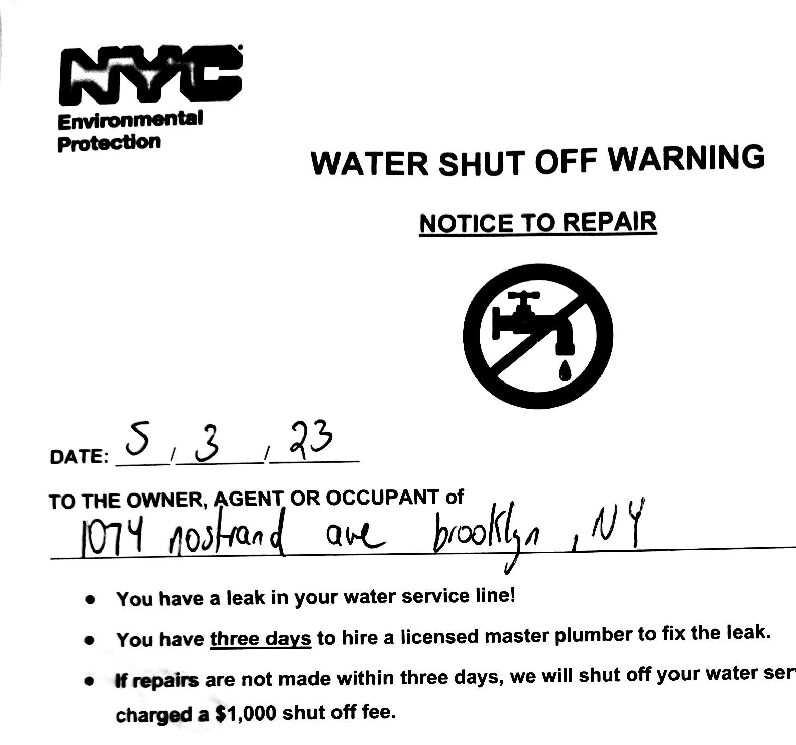 NYC
Environmental
Protection
WATER SHUT OFF WARNING
NOTICE TO REPAIR
DATE: 5 / 3 / 23
TO THE OWNER, AGENT OR OCCUPANT of
1074 nostrand ave brooklyn, NY
• You have a leak in your water service line!
• You have three days to hire a licensed master plumber to fix the leak.
• If repairs are not made within three days, we will shut off your water ser
charged a $1,000 shut off fee.